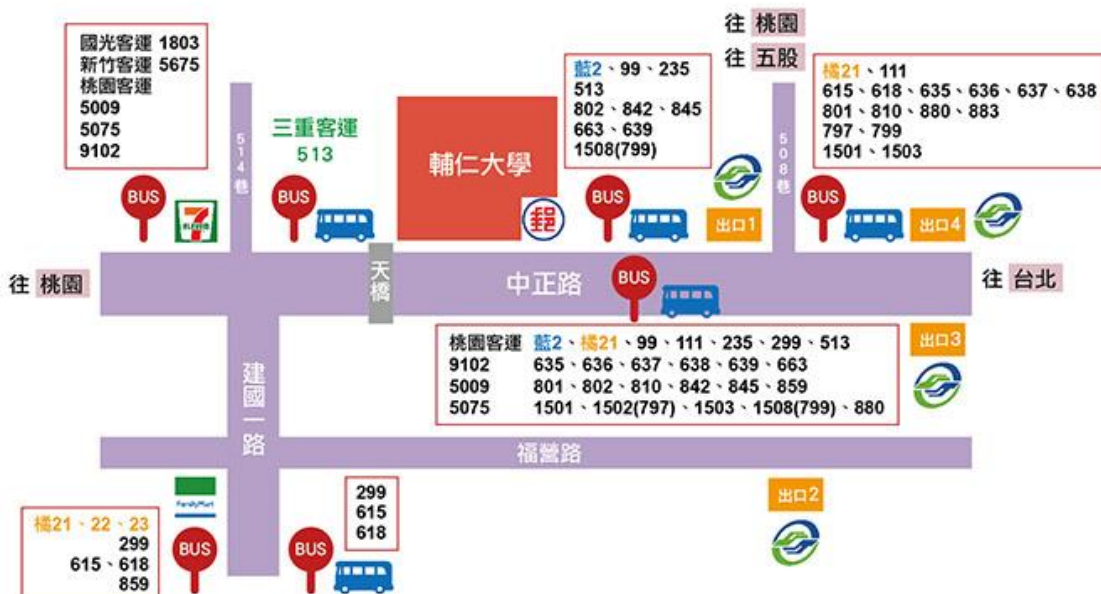 往 桃園
往 五股
國光客運 1803
新竹客運 5675
桃園客運
5009
5075
9102
514巷
三重客運
513
輔仁大學
郵
藍2、99、235
513
802、842、845
663、639
1508(799)
508巷
橘21、111
615、618、635、636、637、638
801、810、880、883
797、799
1501、1503
BUS
7
ELEVEN
BUS
BUS
出口1
BUS
出口4
往 桃園
天橋
中正路
BUS
往 台北
桃園客運 藍2、橘21、99、111、235、299、513
9102 635、636、637、638、639、663
5009 801、802、810、842、845、859
5075 1501、1502(797)、1503、1508(799)、880
出口3
建國一路
福營路
FamilyMart
橘21、22、23
299
615、618
859
BUS
BUS
299
615
618
出口2